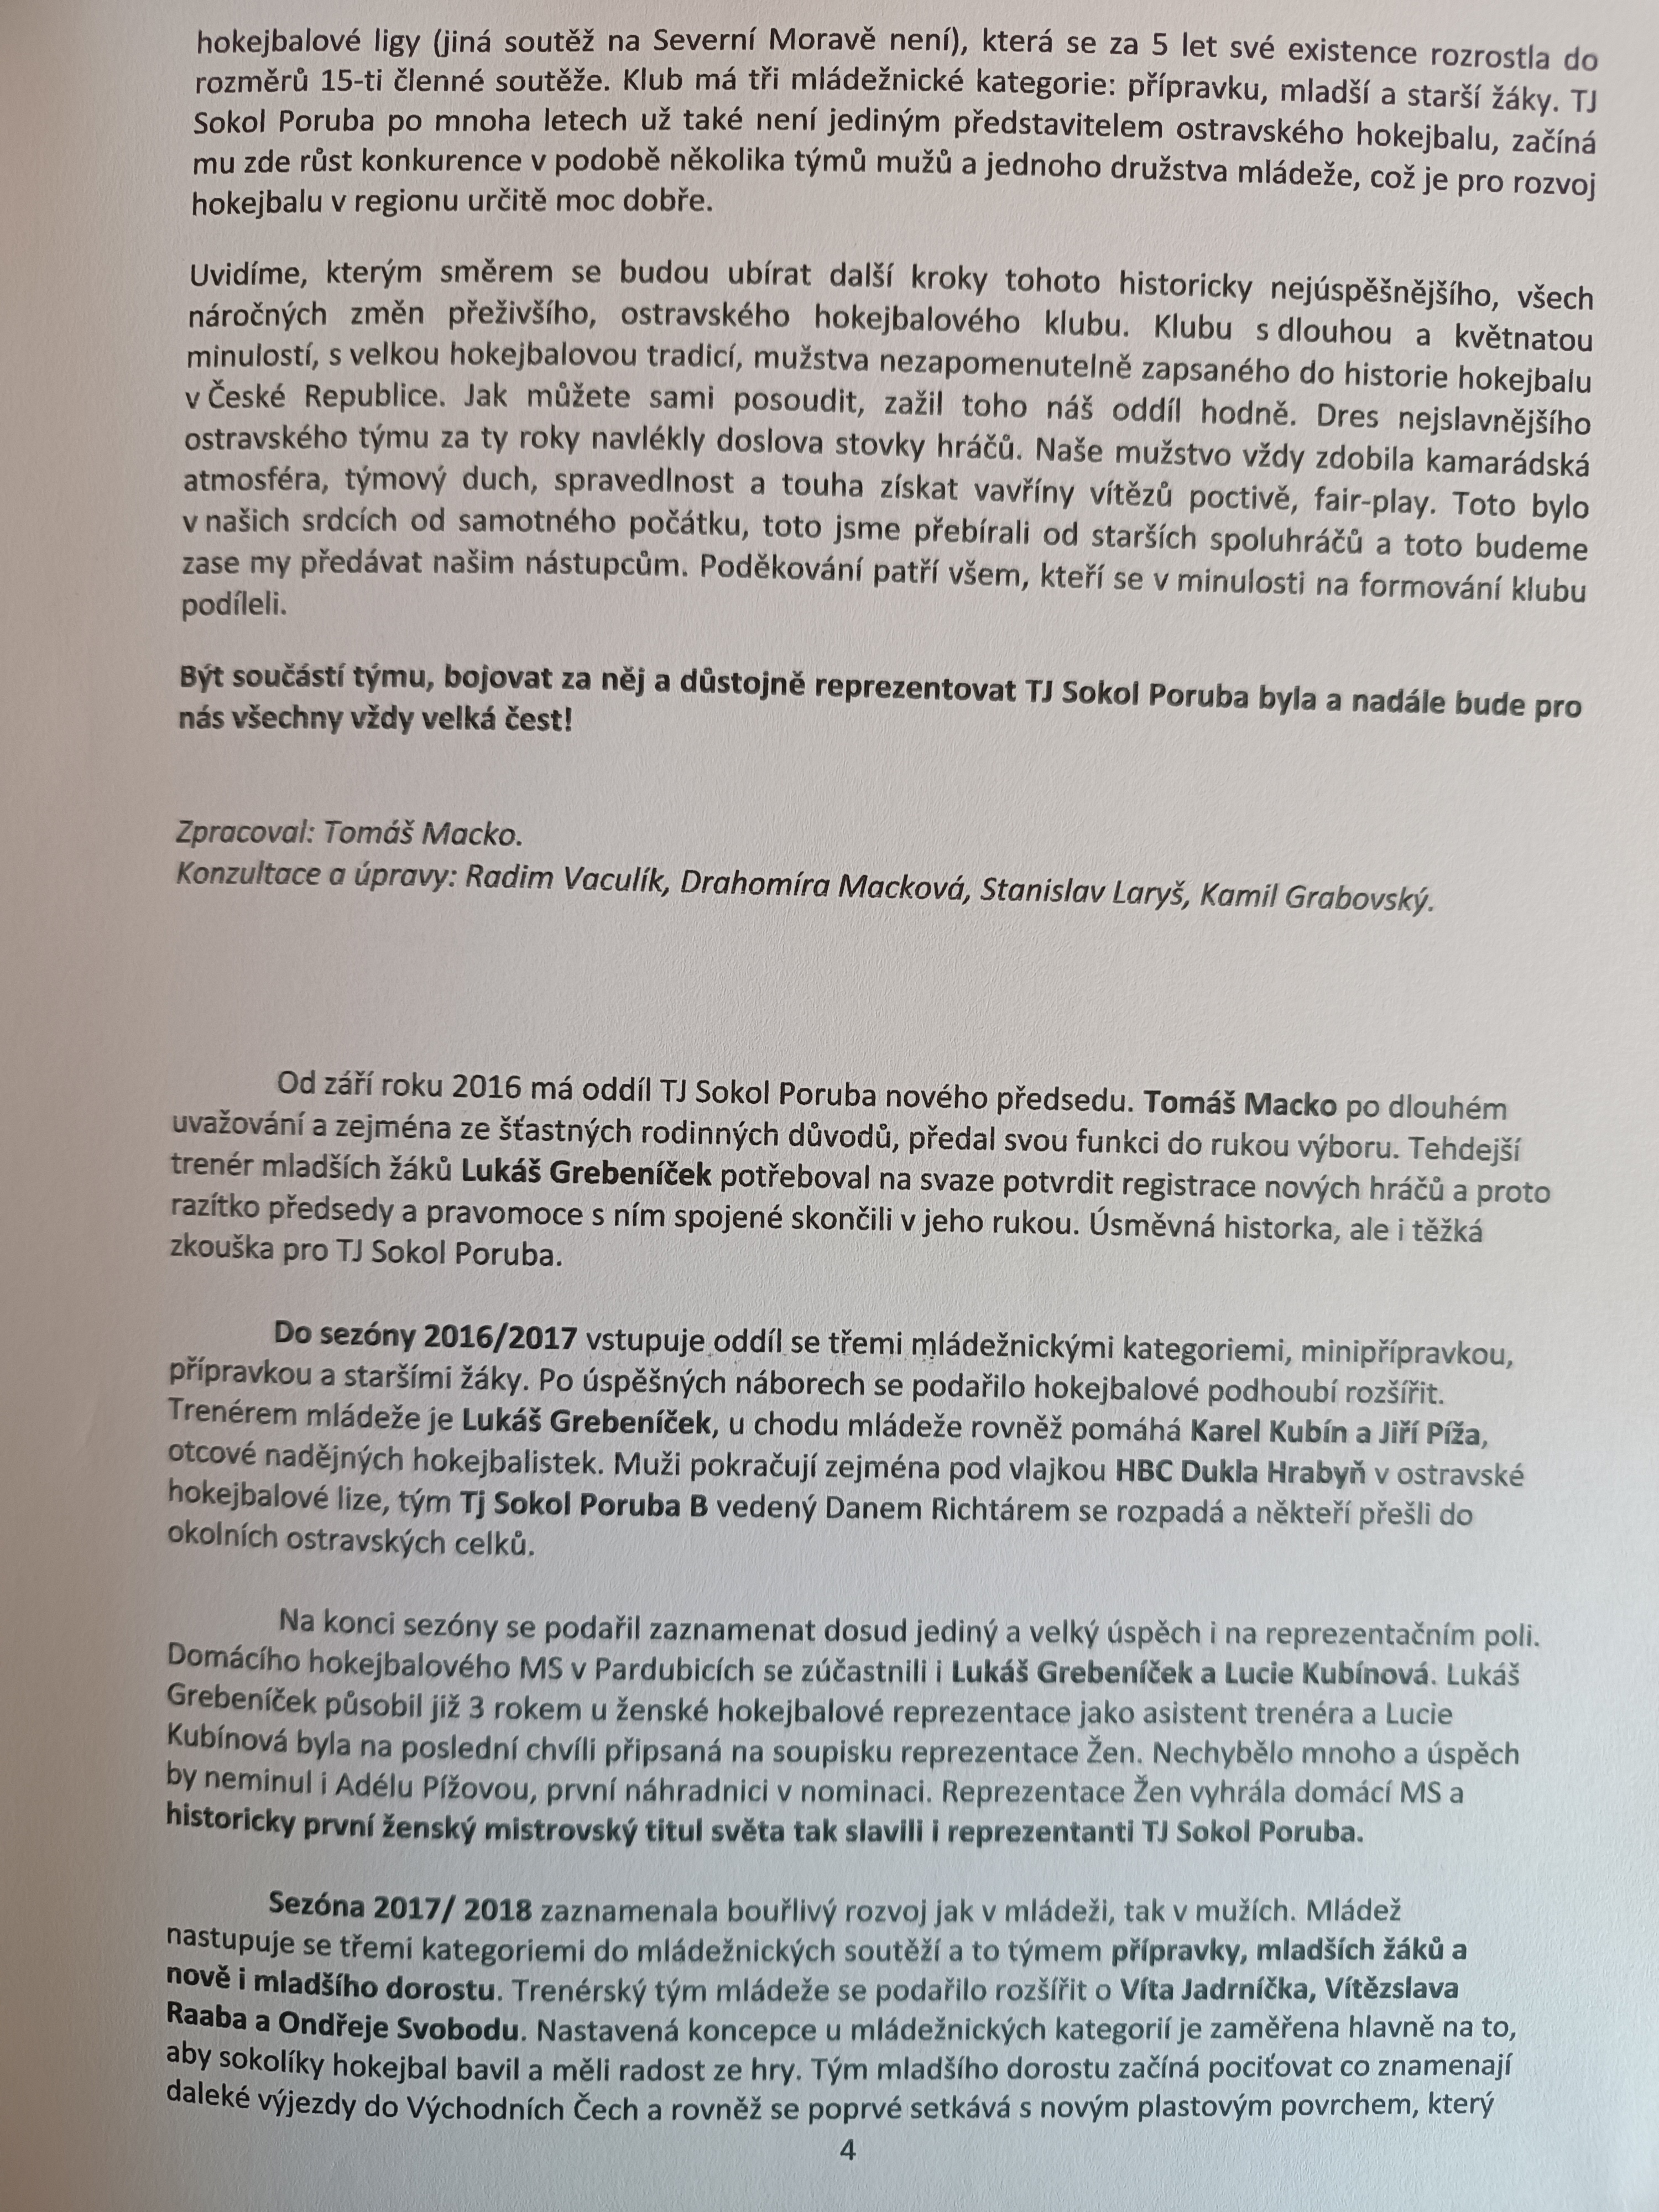 hokejbalové ligy (jiná soutěž na Severní Moravě není), která se za 5 let své existence rozrostla do
rozměrů 15-ti členné soutěže. Klub má tři mládežnické kategorie: přípravku, mladší a starší žáky. TJ
Sokol Poruba po mnoha letech už také není jediným představitelem ostravského hokejbalu, začíná
mu zde růst konkurence v podobě několika týmů mužů a jednoho družstva mládeže, což je pro rozvoj
hokejbalu v regionu určitě moc dobře.
Uvidíme, kterým směrem se budou ubírat další kroky tohoto historicky nejúspěšnějšího, všech
náročných změn přeživšího, ostravského hokejbalového klubu. Klubu s dlouhou a květnatou
minulostí, s velkou hokejbalovou tradicí, mužstva nezapomenutelně zapsaného do historie hokejbalu
v České Republice. Jak můžete sami posoudit, zažil toho náš oddíl hodně. Dres nejslavnějšího
ostravského týmu za ty roky navlékly doslova stovky hráčů. Naše mužstvo vždy zdobila kamarádská
atmosféra, týmový duch, spravedlnost a touha získat vavříny vítězů poctivě, fair-play. Toto bylo
v našich srdcích od samotného počátku, toto jsme přebírali od starších spoluhráčů a toto budeme
zase my předávat našim nástupcům. Poděkování patří všem, kteří se v minulosti na formování klubu
podíleli.
Být součástí týmu, bojovat za něj a důstojně reprezentovat TJ Sokol Poruba byla a nadále bude pro
nás všechny vždy velká čest!
Zpracoval: Tomáš Macko.
Konzultace a úpravy: Radim Vaculík, Drahomíra Macková, Stanislav Laryš, Kamil Grabovský.
Od září roku 2016 má oddíl TJ Sokol Poruba nového předsedu. Tomáš Macko po dlouhém
uvažování a zejména ze šťastných rodinných důvodů, předal svou funkci do rukou výboru. Tehdejší
trenér mladších žáků Lukáš Grebeníček potřeboval na svaze potvrdit registrace nových hráčů a proto
razítko předsedy a pravomoce s ním spojené skončili v jeho rukou. Úsměvná historka, ale i těžká
zkouška pro TJ Sokol Poruba.
Do sezóny 2016/2017 vstupuje oddíl se třemi mládežnickými kategoriemi, minipřípravkou,
přípravkou a staršími žáky. Po úspěšných náborech se podařilo hokejbalové podhoubí rozšířit.
Trenérem mládeže je Lukáš Grebeníček, u chodu mládeže rovněž pomáhá Karel Kubín a Jiří Píža,
otcové nadějných hokejbalistek. Muži pokračují zejména pod vlajkou HBC Dukla Hrabyň v ostravské
hokejbalové lize, tým Tj Sokol Poruba B vedený Danem Richtárem se rozpadá a někteří přešli do
okolních ostravských celků.
Na konci sezóny se podařil zaznamenat dosud jediný a velký úspěch i na reprezentačním poli.
Domácího hokejbalového MS v Pardubicích se zúčastnili i Lukáš Grebeníček a Lucie Kubínová. Lukáš
Grebeníček působil již 3 rokem u ženské hokejbalové reprezentace jako asistent trenéra a Lucie
Kubínová byla na poslední chvíli připsaná na soupisku reprezentace Žen. Nechybělo mnoho a úspěch
by neminul i Adélu Pížovou, první náhradnici v nominaci. Reprezentace Žen vyhrála domácí MS a
historicky první ženský mistrovský titul světa tak slavili i reprezentanti TJ Sokol Poruba.
Sezóna 2017/ 2018 zaznamenala bouřlivý rozvoj jak v mládeži, tak v mužích. Mládež
nastupuje se třemi kategoriemi do mládežnických soutěží a to týmem přípravky, mladších žáků a
nově i mladšího dorostu. Trenérský tým mládeže se podařilo rozšířit o Víta Jadrníčka, Vítězslava
Raaba a Ondřeje Svobodu. Nastavená koncepce u mládežnických kategorií je zaměřena hlavně na to,
aby sokolíky hokejbal bavil a měli radost ze hry. Tým mladšího dorostu začíná pociťovat co znamenají
daleké výjezdy do Východních Čech a rovněž se poprvé setkává s novým plastovým povrchem, který
4